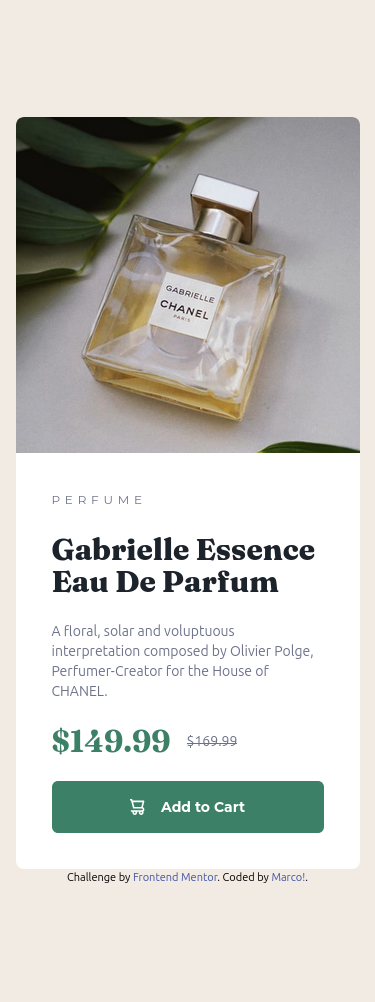 GABRIELLE
CHANEL
PARIS
PERFUME
Gabrielle Essence
Eau De Parfum
A floral, solar and voluptuous
interpretation composed by Olivier Polge,
Perfumer-Creator for the House of
CHANEL.
$149.99 $169.99
Add to Cart
Challenge by Frontend Mentor. Coded by Marco!.